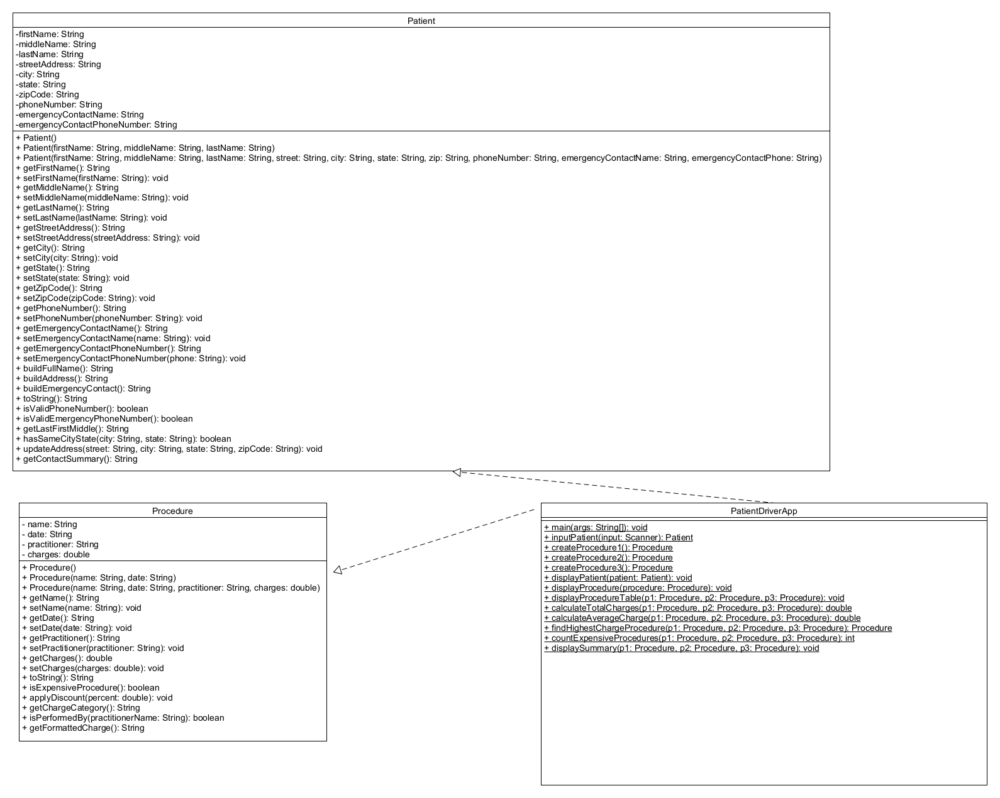 Patient
-firstName: String
-middleName: String
-lastName: String
-streetAddress: String
-city: String
-state: String
-zipCode: String
-phoneNumber: String
-emergencyContactName: String
-emergencyContactPhoneNumber: String
+ Patient()
+ Patient(firstName: String, middleName: String, lastName: String)
+ Patient(firstName: String, middleName: String, lastName: String, street: String, city: String, state: String, zip: String, phoneNumber: String, emergencyContactName: String, emergencyContactPhone: String)
+ getFirstName(): String
+ setFirstName(firstName: String): void
+ getMiddleName(): String
+ setMiddleName(middleName: String): void
+ getLastName(): String
+ setLastName(lastName: String): void
+ getStreetAddress(): String
+ setStreetAddress(streetAddress: String): void
+ getCity(): String
+ setCity(city: String): void
+ getState(): String
+ setState(state: String): void
+ getZipCode(): String
+ setZipCode(zipCode: String): void
+ getPhoneNumber(): String
+ setPhoneNumber(phoneNumber: String): void
+ getEmergencyContactName(): String
+ setEmergencyContactName(name: String): void
+ getEmergencyContactPhoneNumber(): String
+ setEmergencyContactPhoneNumber(phone: String): void
+ buildFullName(): String
+ buildAddress(): String
+ buildEmergencyContact(): String
+ toString(): String
+ isValidPhoneNumber(): boolean
+ isValidEmergencyPhoneNumber(): boolean
+ getLastFirstMiddle(): String
+ hasSameCityState(city: String, state: String): boolean
+ updateAddress(street: String, city: String, state: String, zipCode: String): void
+ getContactSummary(): String
Procedure
- name: String
- date: String
- practitioner: String
- charges: double
+ Procedure()
+ Procedure(name: String, date: String)
+ Procedure(name: String, date: String, practitioner: String, charges: double)
+ getName(): String
+ setName(name: String): void
+ getDate(): String
+ setDate(date: String): void
+ getPractitioner(): String
+ setPractitioner(practitioner: String): void
+ getCharges(): double
+ setCharges(charges: double): void
+ toString(): String
+ isExpensiveProcedure(): boolean
+ applyDiscount(percent: double): void
+ getChargeCategory(): String
+ isPerformedBy(practitionerName: String): boolean
+ getFormattedCharge(): String
PatientDriverApp
+ main(args: String[]): void
+ inputPatient(input: Scanner): Patient
+ createProcedure1(): Procedure
+ createProcedure2(): Procedure
+ createProcedure3(): Procedure
+ displayPatient(patient: Patient): void
+ displayProcedure(procedure: Procedure): void
+ displayProcedureTable(p1: Procedure, p2: Procedure, p3: Procedure): void
+ calculateTotalCharges(p1: Procedure, p2: Procedure, p3: Procedure): double
+ calculateAverageCharge(p1: Procedure, p2: Procedure, p3: Procedure): double
+ findHighestChargeProcedure(p1: Procedure, p2: Procedure, p3: Procedure): Procedure
+ countExpensiveProcedures(p1: Procedure, p2: Procedure, p3: Procedure): int
+ displaySummary(p1: Procedure, p2: Procedure, p3: Procedure): void